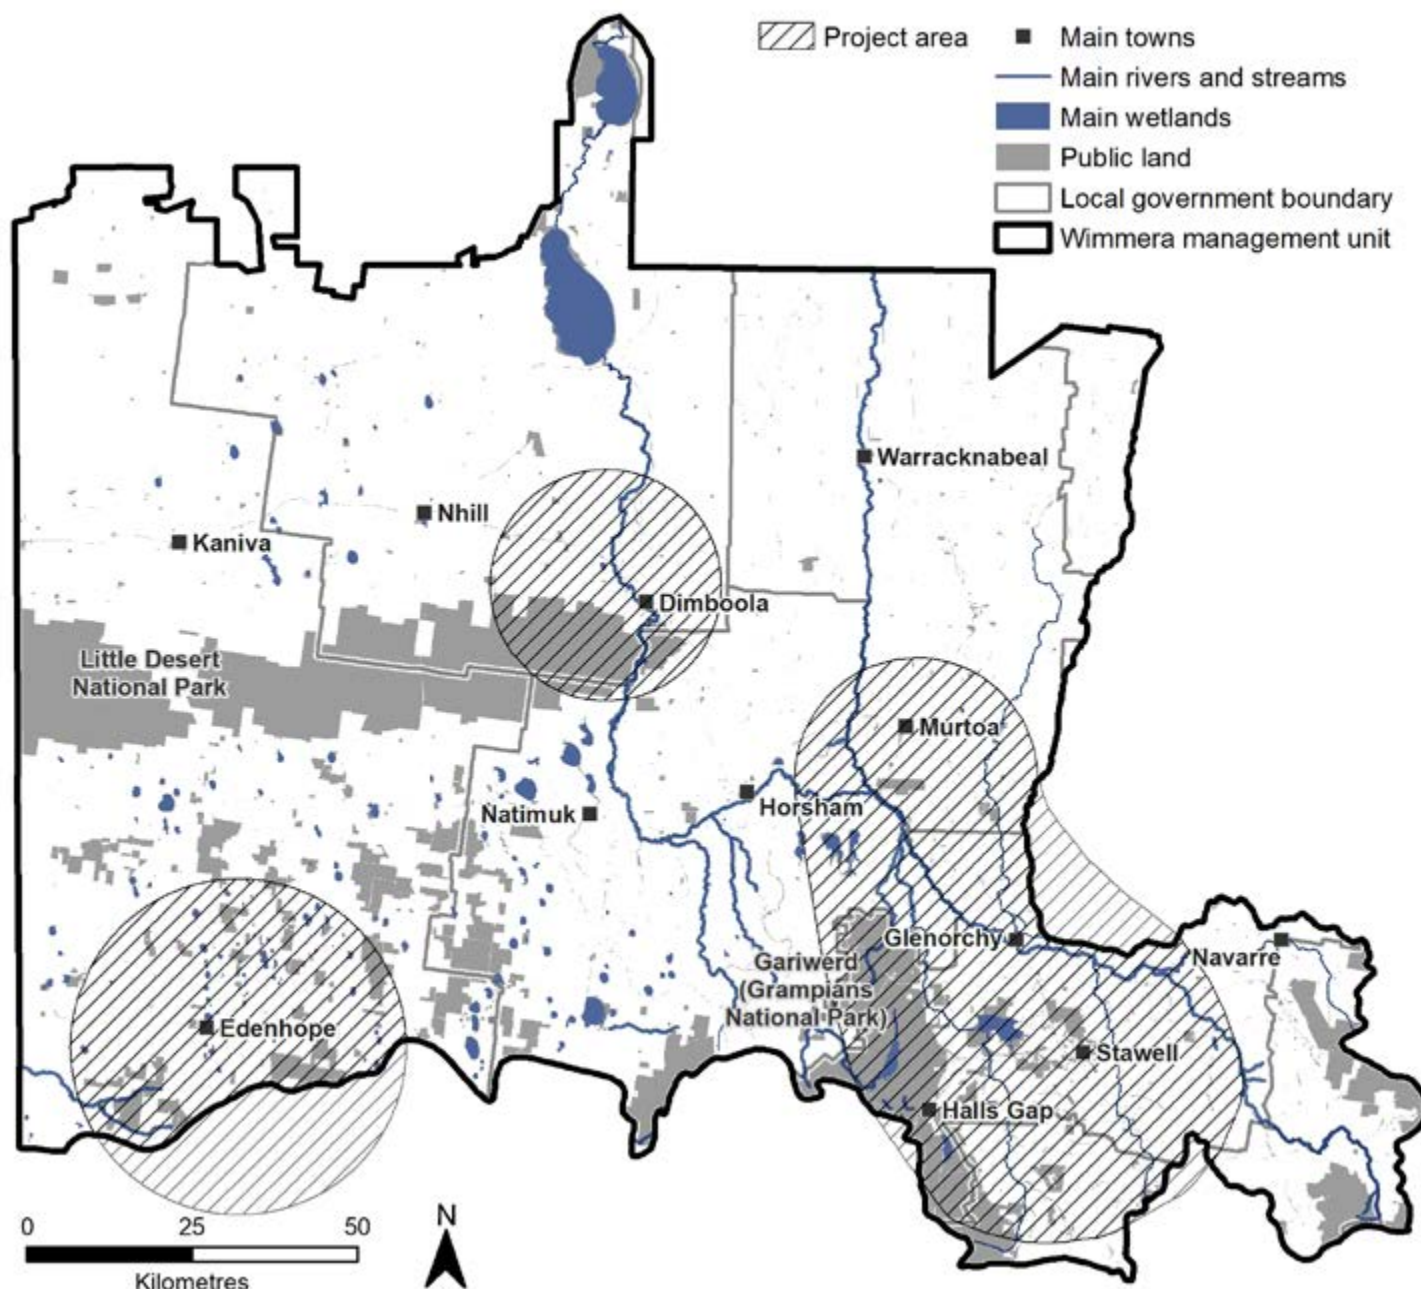 Project area
Main towns
Main rivers and streams
Main wetlands
Public land
Local government boundary
Wimmera management unit
Warracknabeal
Nhill
Kaniva
Dimboola
Little Desert
National Park
Murtoa
Horsham
Natimuk
Glenorchy
Navarre
Gariwerd
(Grampians
National Park)
Edenhope
Stawell
Halls Gap
0 25 50
Kilometres
N